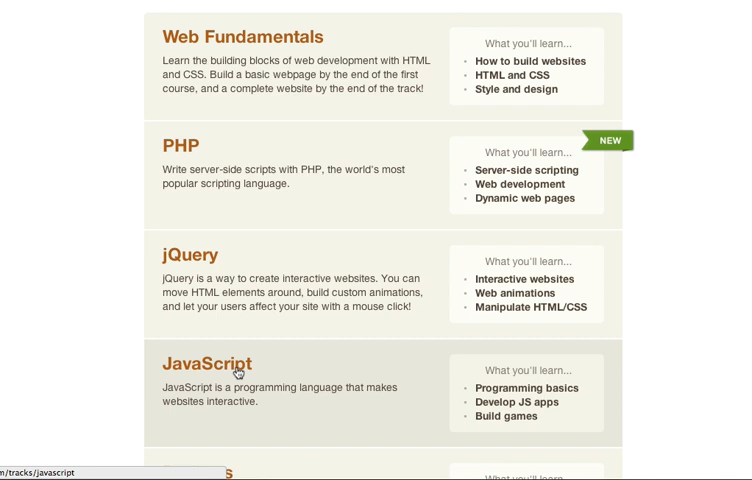 Web Fundamentals
Learn the building blocks of web development with HTML
and CSS. Build a basic webpage by the end of the first
course, and a complete website by the end of the track!
What you'll learn...
• How to build websites
• HTML and CSS
• Style and design
PHP
Write server-side scripts with PHP, the world's most
popular scripting language.
NEW
What you'll learn...
• Server-side scripting
• Web development
• Dynamic web pages
jQuery
jQuery is a way to create interactive websites. You can
move HTML elements around, build custom animations,
and let your users affect your site with a mouse click!
What you'll learn...
• Interactive websites
• Web animations
• Manipulate HTML/CSS
JavaScript
JavaScript is a programming language that makes
websites interactive.
What you'll learn...
• Programming basics
• Develop JS apps
• Build games
What you'll learn
m/tracks/javascript